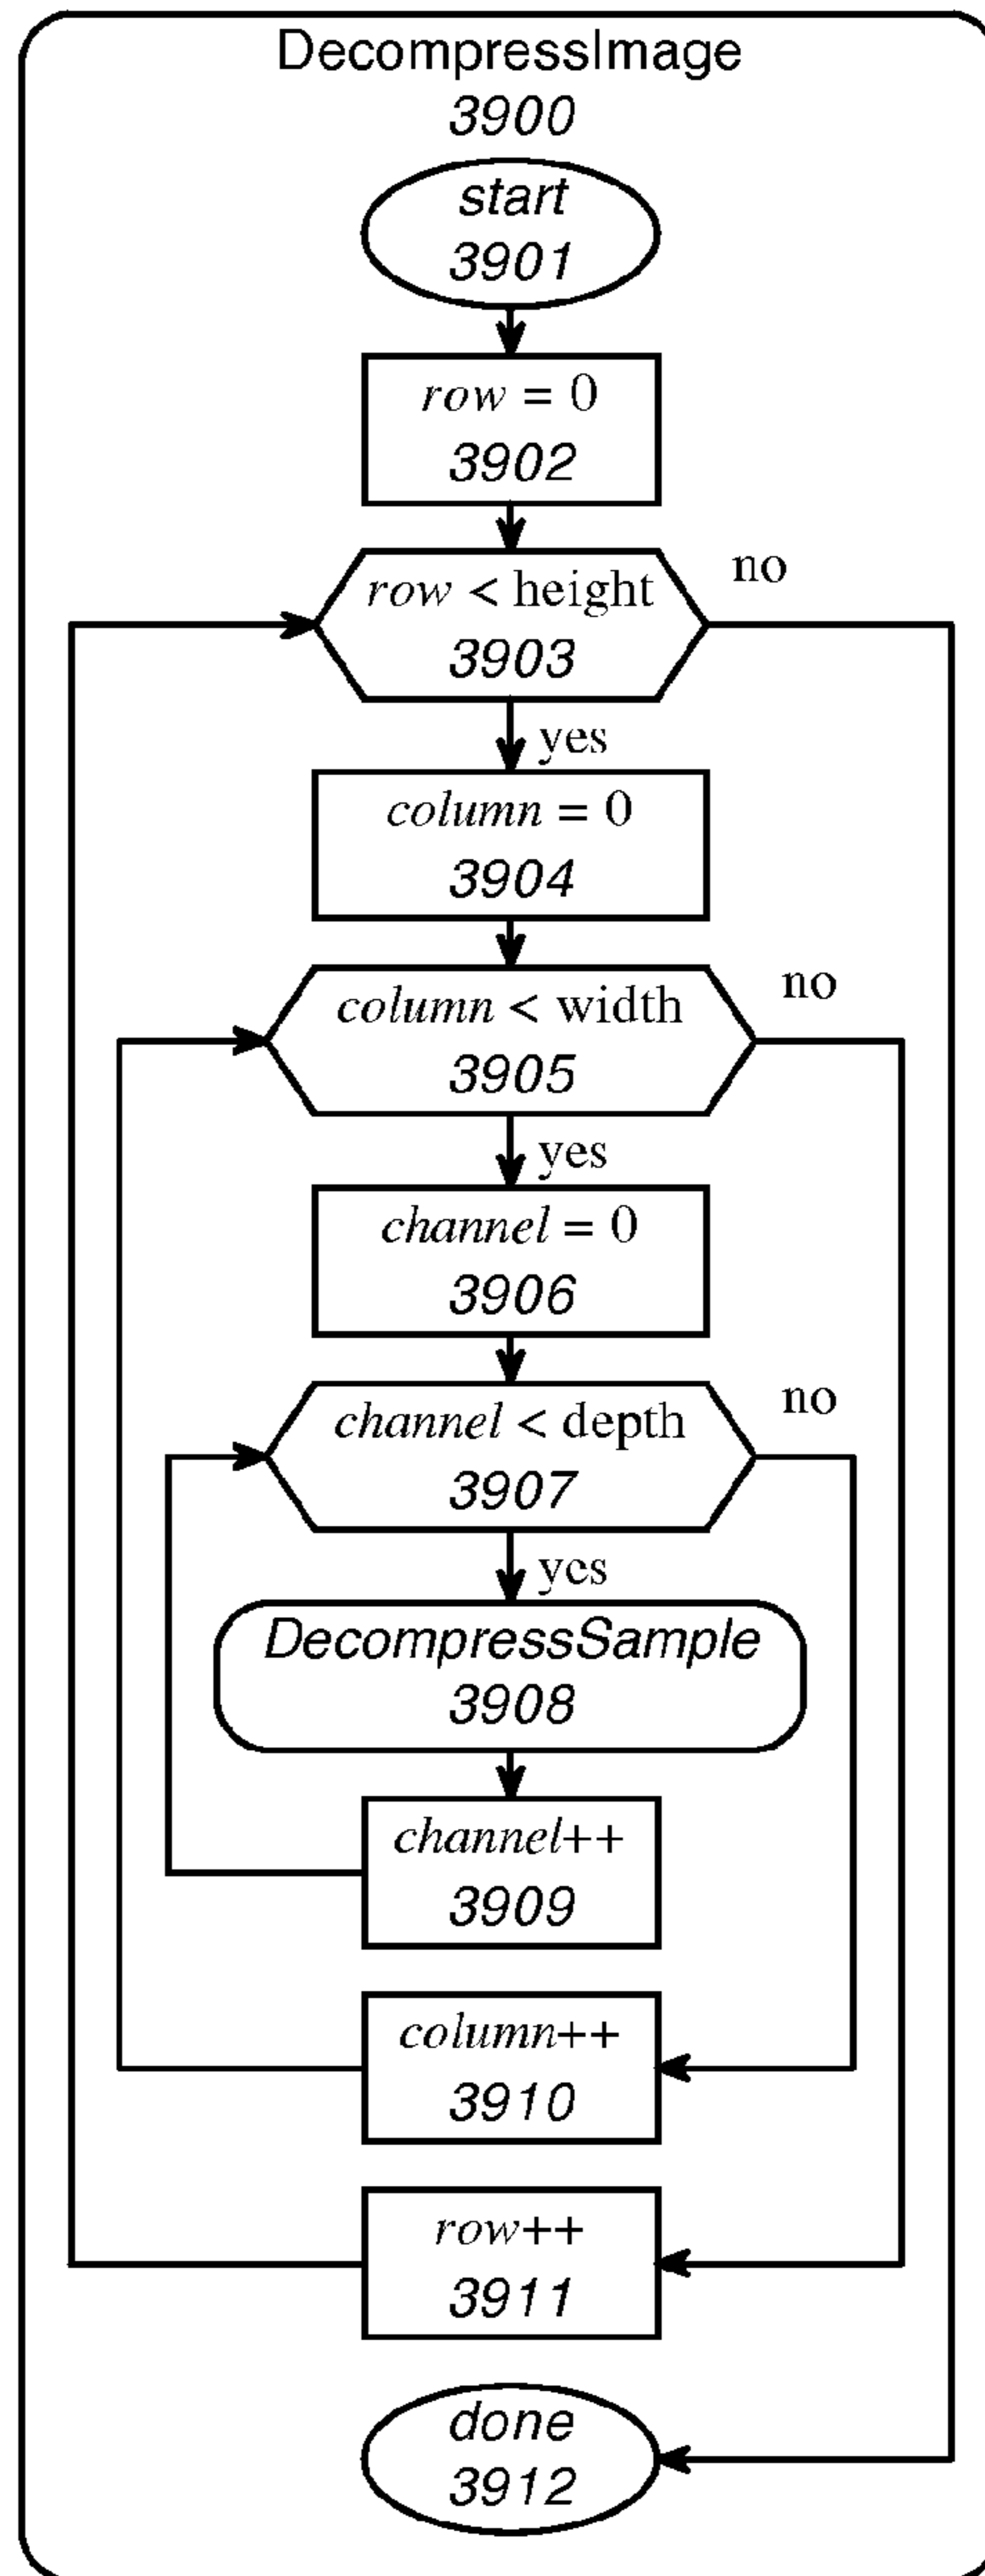 DecompressImage
3900
start
3901
row = 0
3902
row < height
3903
no
yes
column = 0
3904
column < width
3905
no
yes
channel = 0
3906
channel < depth
3907
no
yes
DecompressSample
3908
channel++
3909
column++
3910
row++
3911
done
3912